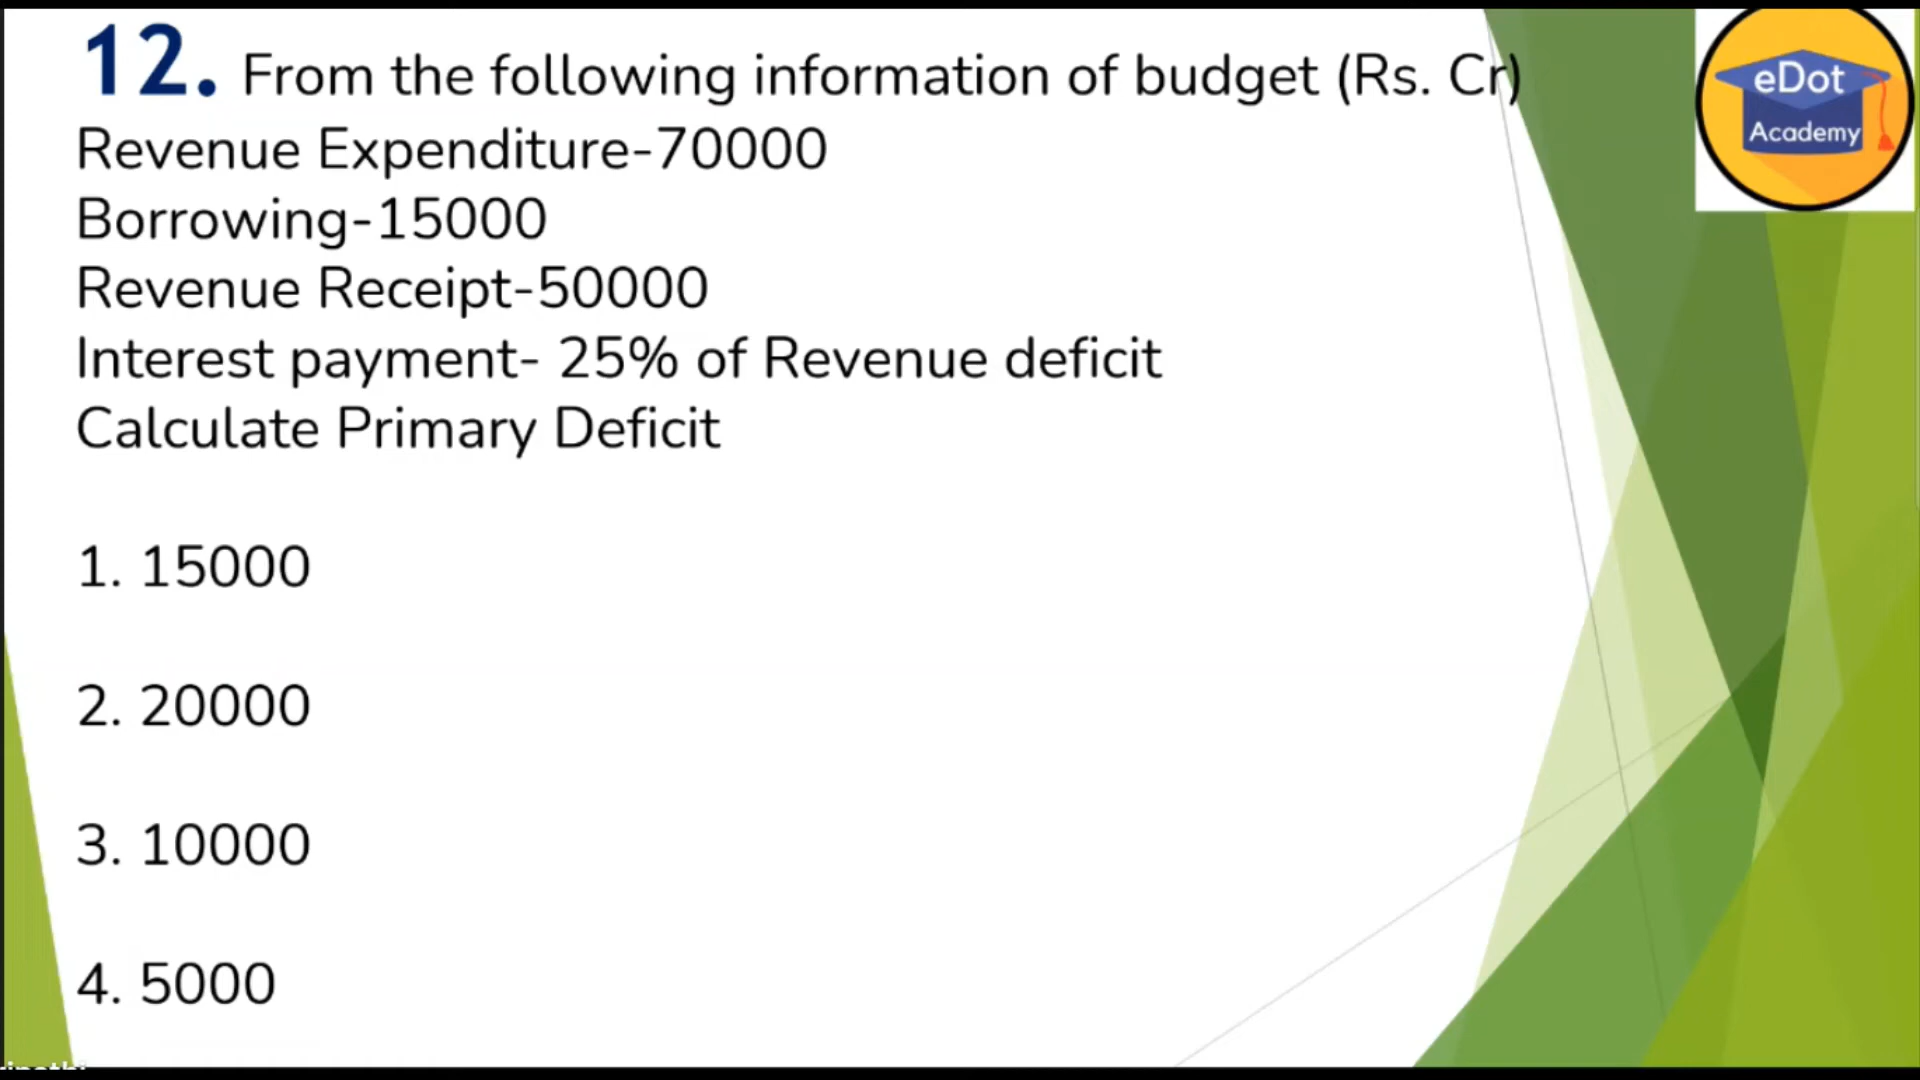 12. From the following information of budget (Rs. Cr)
Revenue Expenditure-70000
Borrowing-15000
Revenue Receipt-50000
Interest payment- 25% of Revenue deficit
Calculate Primary Deficit
1. 15000
2. 20000
3. 10000
4. 5000
eDot
Academy